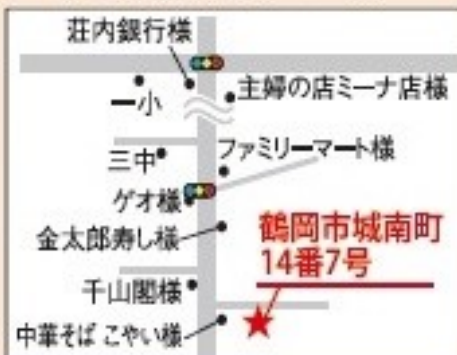 荘内銀行様
一小
主婦の店ミーナ店様
三中
ファミリーマート様
ゲオ様
金太郎寿し様
鶴岡市城南町
14番7号
千山閣様
中華そば こやい様